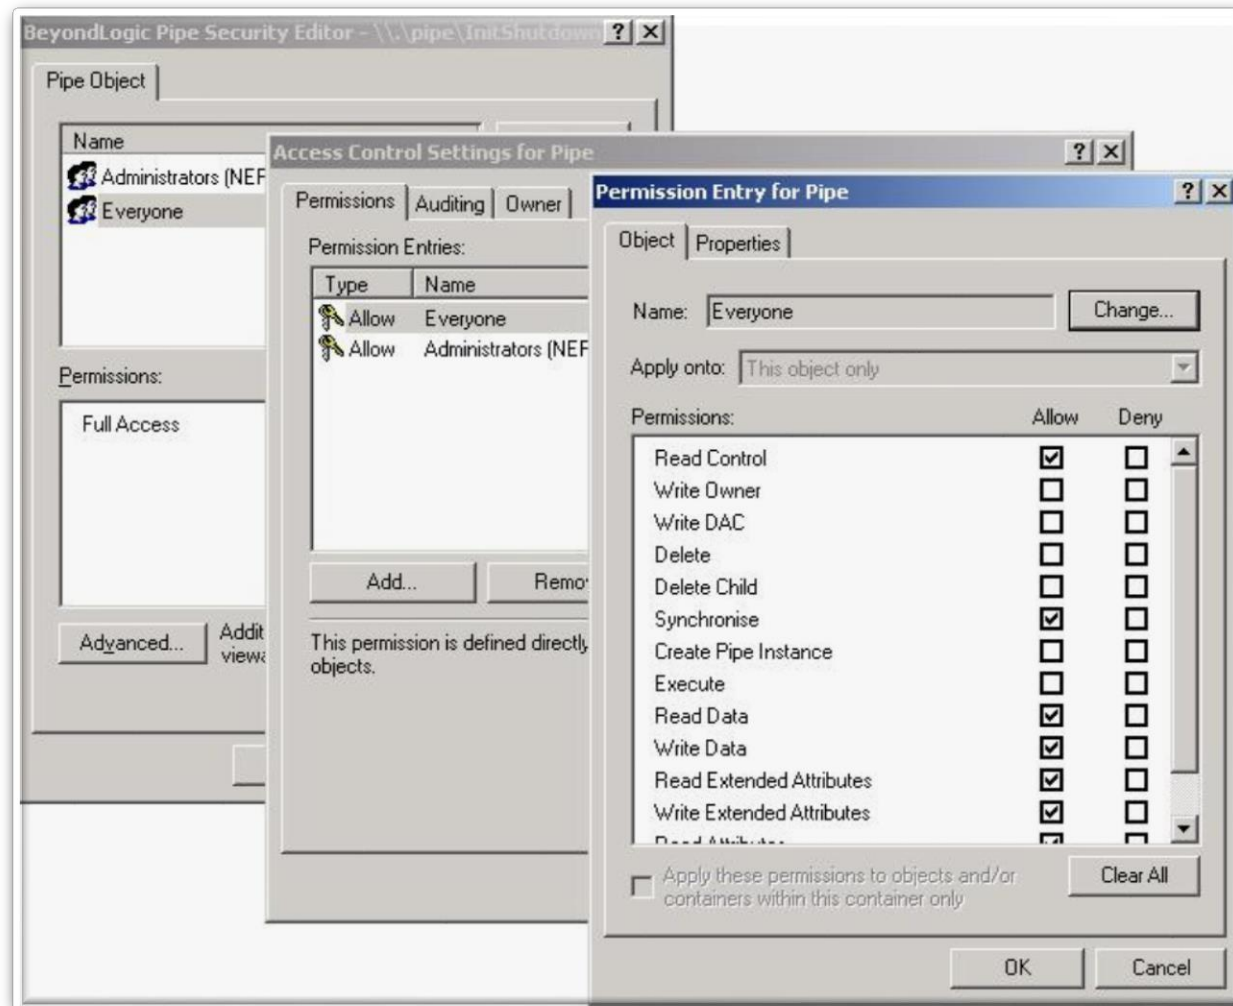 BeyondLogic Pipe Security Editor - \\.\pipe\InitShutdown
Pipe Object
Name
Administrators (NEF
Everyone
Permissions:
Full Access
Advanced...
Addit
viewa
Access Control Settings for Pipe
Permissions Auditing Owner
Permission Entries:
Type Name
Allow Everyone
Allow Administrators (NEF
Add... Remov
This permission is defined directly
objects.
Permission Entry for Pipe
Object Properties
Name: Everyone Change...
Apply onto: This object only
Permissions: Allow Deny
Read Control
Write Owner
Write DAC
Delete
Delete Child
Synchronise
Create Pipe Instance
Execute
Read Data
Write Data
Read Extended Attributes
Write Extended Attributes
Read Attributes
Apply these permissions to objects and/or
containers within this container only
Clear All
OK Cancel